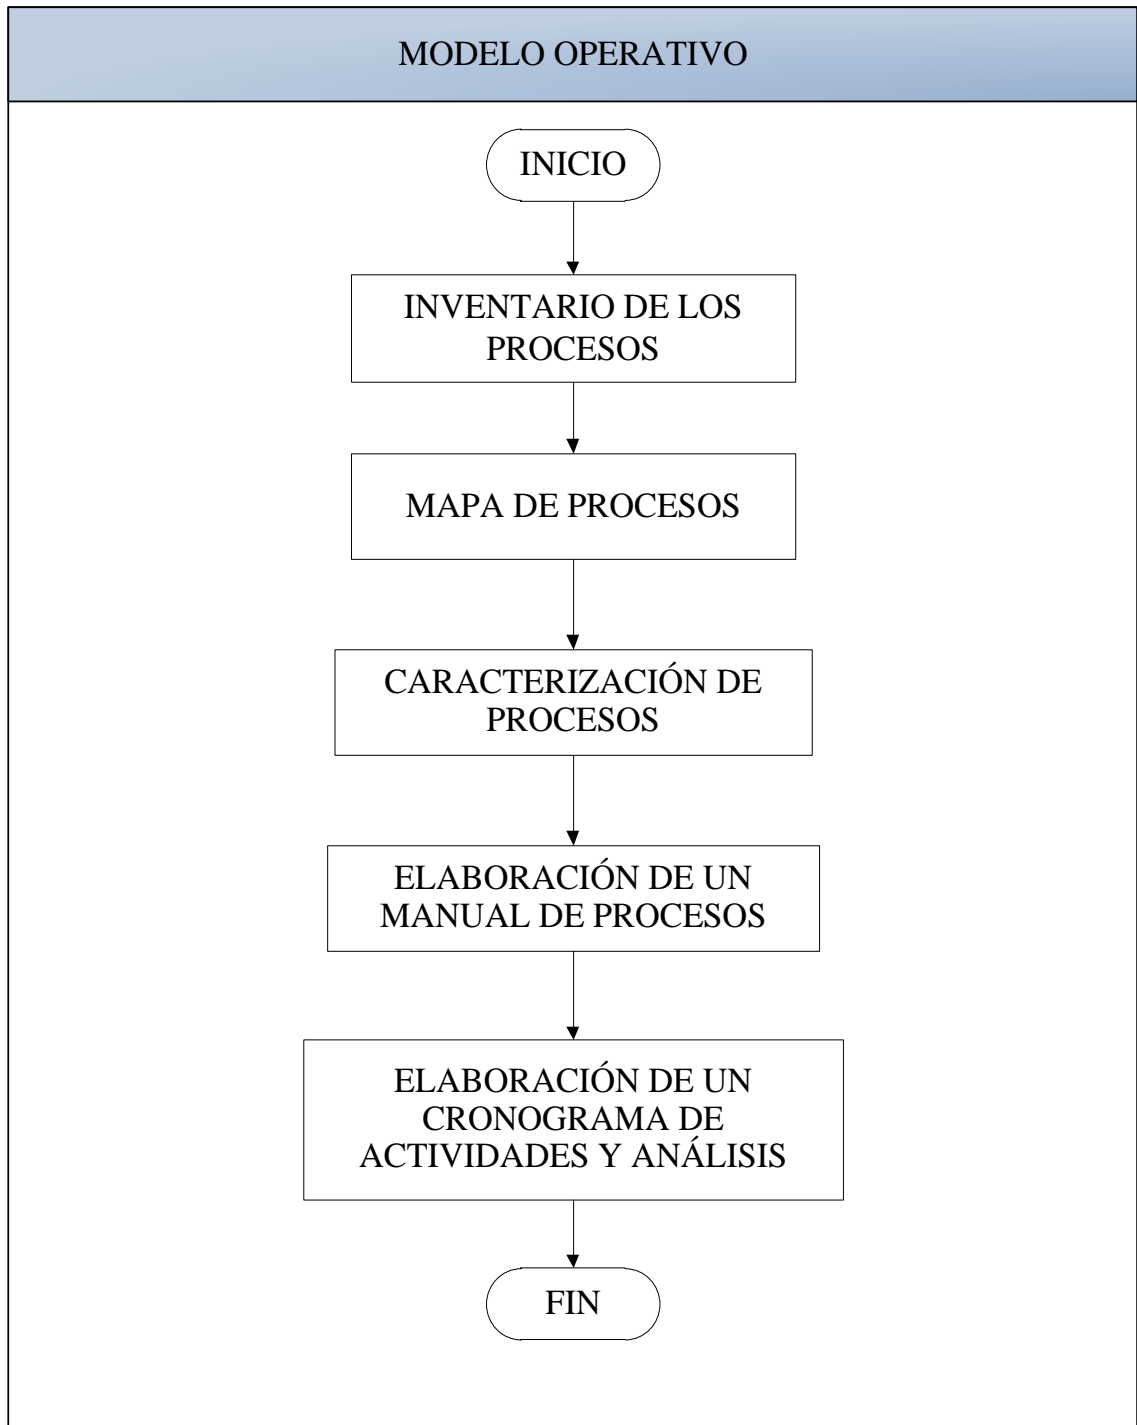 MODELO OPERATIVO
INICIO
INVENTARIO DE LOS
PROCESOS
MAPA DE PROCESOS
CARACTERIZACIÓN DE
PROCESOS
ELABORACIÓN DE UN
MANUAL DE PROCESOS
ELABORACIÓN DE UN
CRONOGRAMA DE
ACTIVIDADES Y ANÁLISIS
FIN